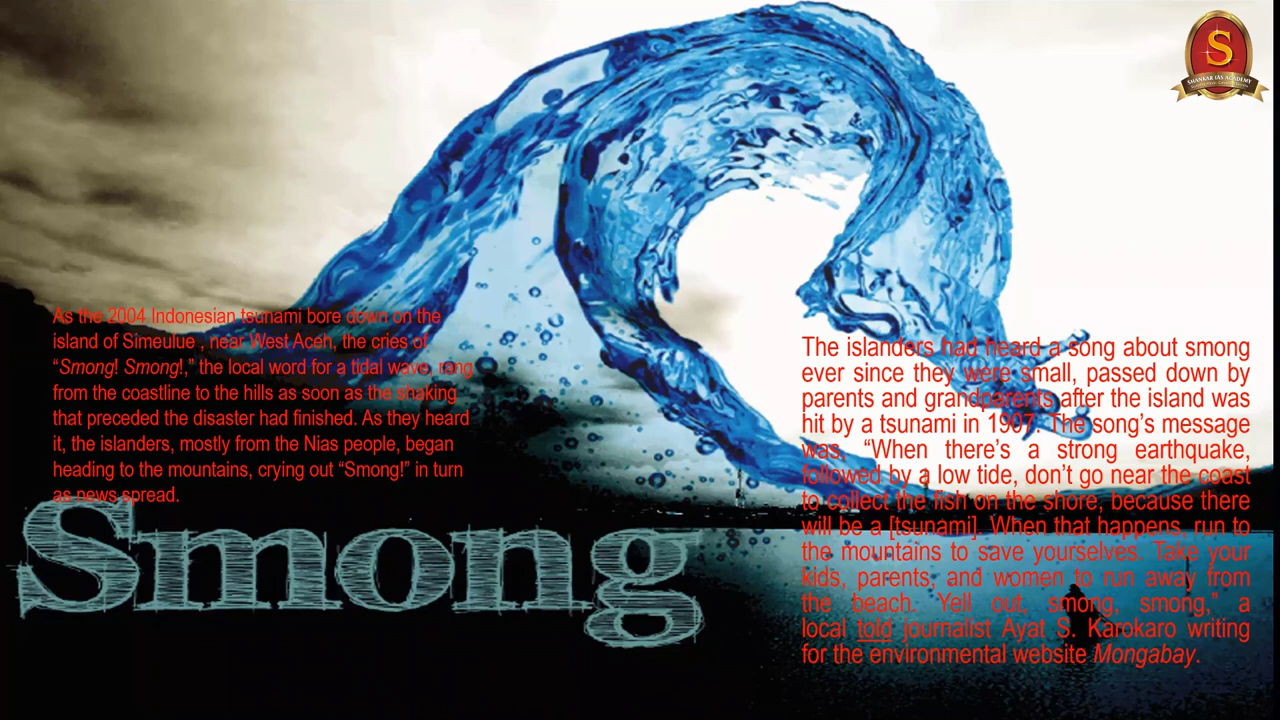 S
SHANKAR IAS ACADEMY
As the 2004 Indonesian tsunami bore down on the
island of Simeulue , near West Aceh, the cries of
“Smong! Smong!,” the local word for a tidal wave, rang
from the coastline to the hills as soon as the shaking
that preceded the disaster had finished. As they heard
it, the islanders, mostly from the Nias people, began
heading to the mountains, crying out “Smong!” in turn
as news spread.
Smong
The islanders had heard a song about smong
ever since they were small, passed down by
parents and grandparents after the island was
hit by a tsunami in 1907. The song’s message
was, “When there’s a strong earthquake,
followed by a low tide, don’t go near the coast
to collect the fish on the shore, because there
will be a [tsunami]. When that happens, run to
the mountains to save yourselves. Take your
kids, parents, and women to run away from
the beach. Yell out, smong, smong,” a
local told journalist Ayat S. Karokaro writing
for the environmental website Mongabay.